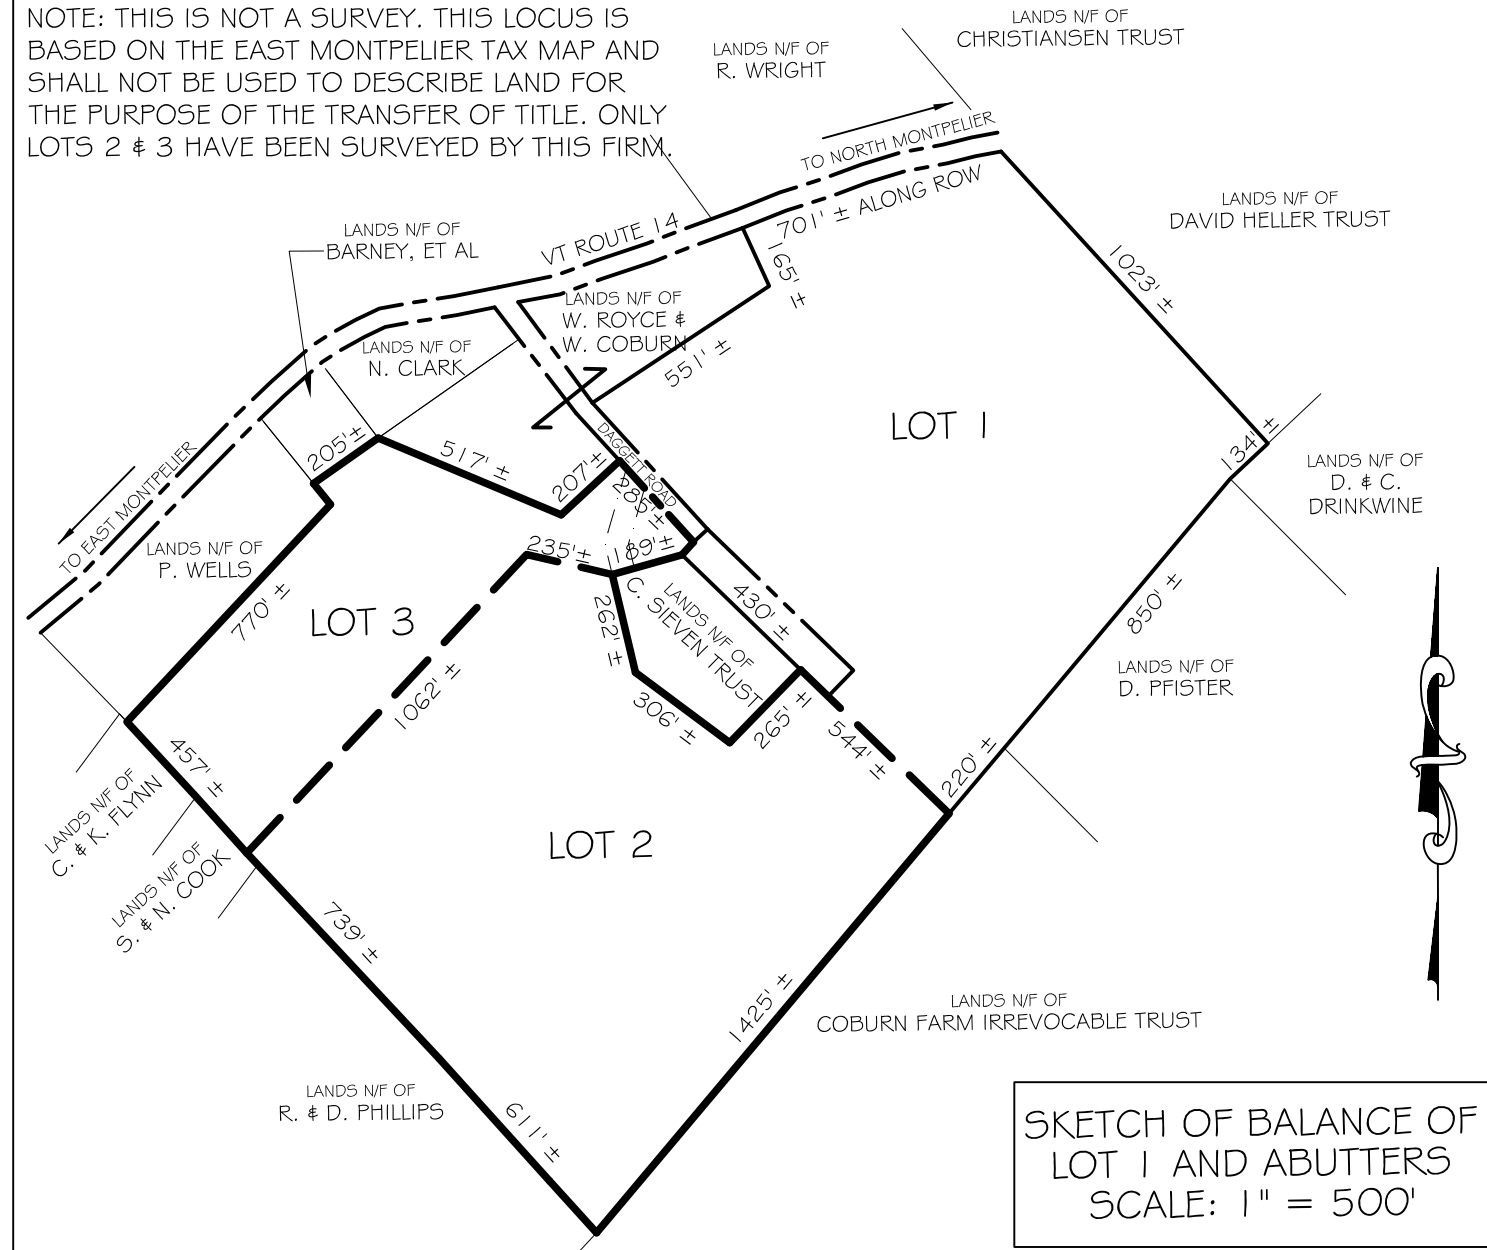 NOTE: THIS IS NOT A SURVEY. THIS LOCUS IS
BASED ON THE EAST MONTPELIER TAX MAP AND
SHALL NOT BE USED TO DESCRIBE LAND FOR
THE PURPOSE OF THE TRANSFER OF TITLE. ONLY
LOTS 2 & 3 HAVE BEEN SURVEYED BY THIS FIRM.
LANDS N/F OF
R. WRIGHT
LANDS N/F OF
CHRISTIANSEN TRUST
TO NORTH MONTPELIER
701' ± ALONG ROW
VT ROUTE 14
LANDS N/F OF
DAVID HELLER TRUST
LANDS N/F OF
BARNEY, ET AL
165' ±
1023' ±
LANDS N/F OF
W. ROYCE &
W. COBURN
551' ±
LANDS N/F OF
N. CLARK
LOT 1
134' ±
LANDS N/F OF
D. & C.
DRINKWINE
205'±
517' ±
207'±
DAGGETT ROAD
285'±
TO EAST MONTPELIER
LANDS N/F OF
P. WELLS
235'±
189'±
770' ±
LOT 3
262' ±
LANDS N/F OF
C. SIEVEN TRUST
430' ±
850' ±
LANDS N/F OF
D. PFISTER
1062' ±
306' ±
265' ±
544' ±
220' ±
457' ±
LANDS N/F OF
C. & K. FLYNN
LANDS N/F OF
S. & N. COOK
LOT 2
739' ±
1425' ±
LANDS N/F OF
COBURN FARM IRREVOCABLE TRUST
LANDS N/F OF
R. & D. PHILLIPS
611' ±
SKETCH OF BALANCE OF
LOT 1 AND ABUTTERS
SCALE: 1" = 500'